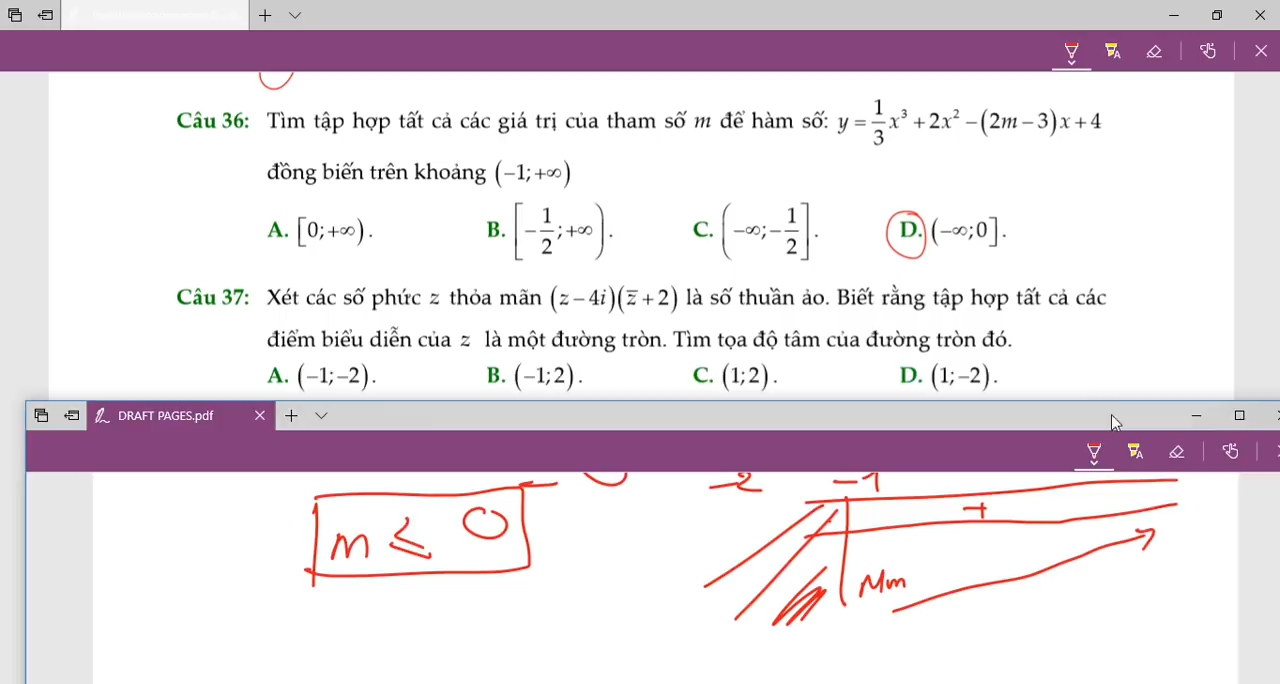 Câu 36: Tìm tập hợp tất cả các giá trị của tham số m để hàm số: y = 1/3 x³ + 2x² − (2m − 3)x + 4
đồng biến trên khoảng (−1; +∞)
A. [0; +∞). B. [−1/2; +∞). C. (−∞; −1/2]. D. (−∞; 0].
Câu 37: Xét các số phức z thỏa mãn (z − 4i)(z̅ + 2) là số thuần ảo. Biết rằng tập hợp tất cả các
điểm biểu diễn của z là một đường tròn. Tìm tọa độ tâm của đường tròn đó.
A. (−1; −2). B. (−1; 2). C. (1; 2). D. (1; −2).
DRAFT PAGES.pdf
−2 −1
+
m ≤ 0
Mm